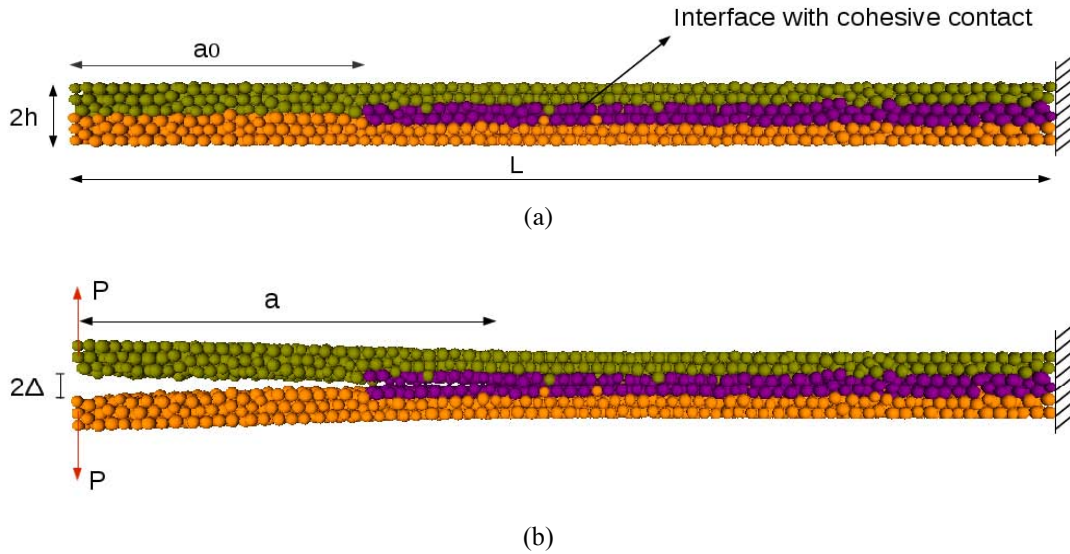 Interface with cohesive contact
a0
2h
L
(a)
P
a
2Δ
P
(b)